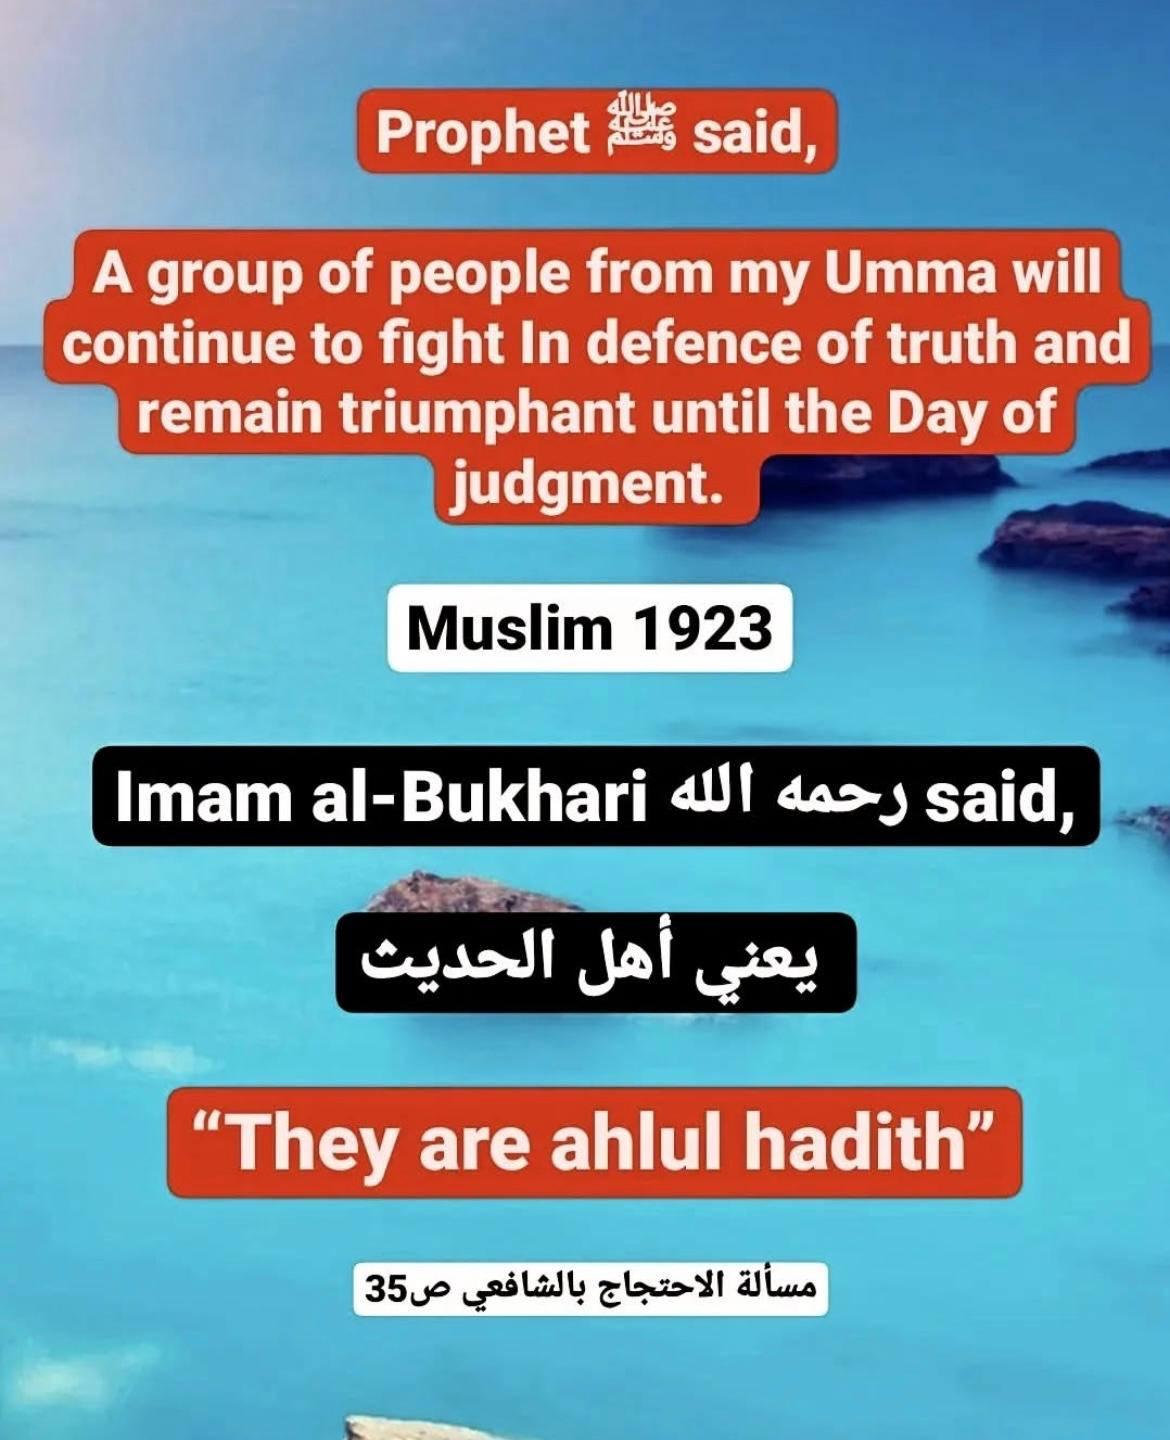 Prophet ﷺ said,
A group of people from my Umma will
continue to fight In defence of truth and
remain triumphant until the Day of
judgment.
Muslim 1923
Imam al-Bukhari رحمه الله said,
يعني أهل الحديث
“They are ahlul hadith”
مسألة الاحتجاج بالشافعي ص35